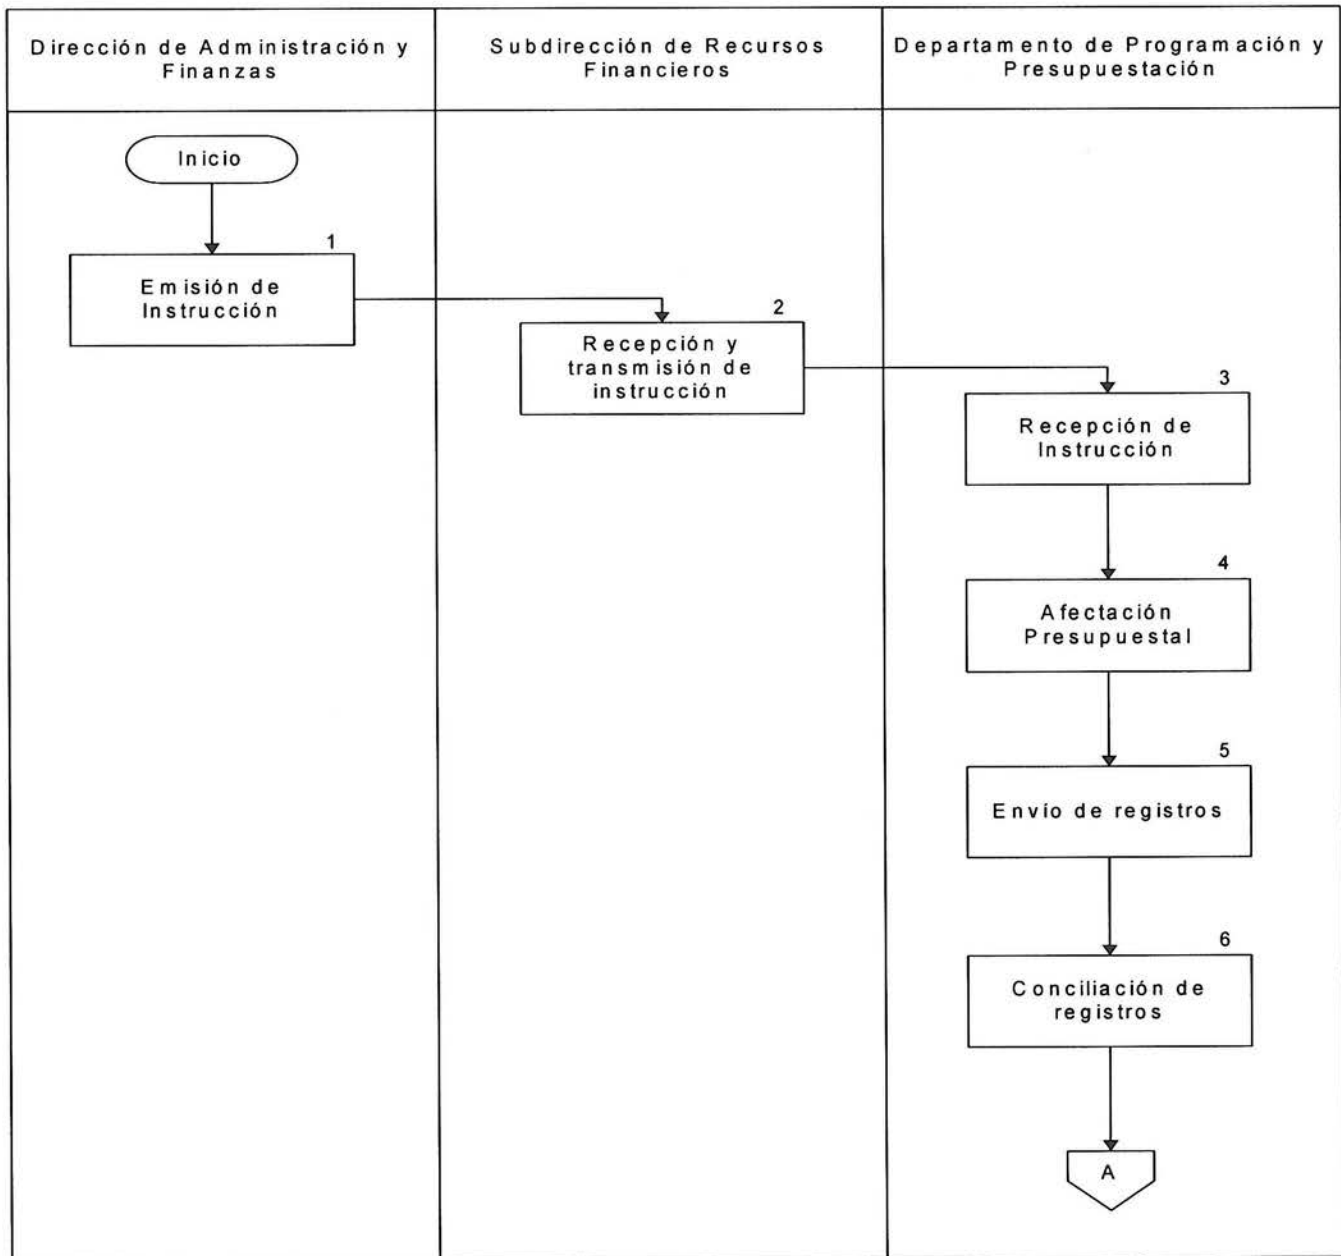 Dirección de Administración y
Finanzas
Subdirección de Recursos
Financieros
Departamento de Programación y
Presupuestación
Inicio
1
Emisión de
Instrucción
2
Recepción y
transmisión de
instrucción
3
Recepción de
Instrucción
4
Afectación
Presupuestal
5
Envío de registros
6
Conciliación de
registros
A